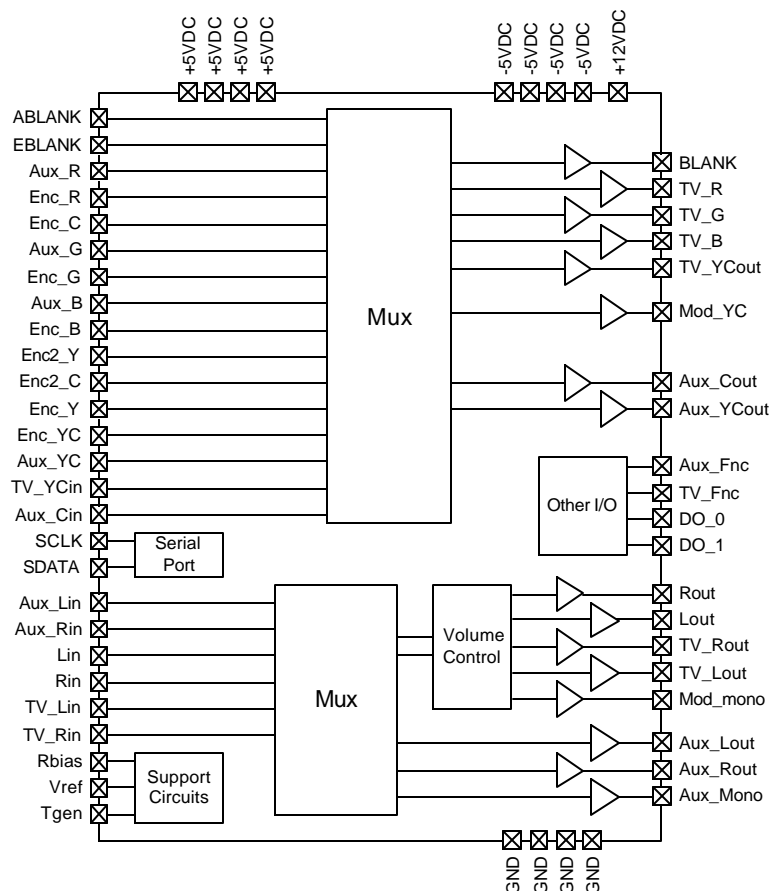 +5VDC
+5VDC
+5VDC
+5VDC
-5VDC
-5VDC
-5VDC
-5VDC
+12VDC
ABLANK
EBLANK
Aux_R
Enc_R
Enc_C
Aux_G
Enc_G
Aux_B
Enc_B
Enc2_Y
Enc2_C
Enc_Y
Enc_YC
Aux_YC
TV_YCin
Aux_Cin
SCLK
SDATA
Aux_Lin
Aux_Rin
Lin
Rin
TV_Lin
TV_Rin
Rbias
Vref
Tgen
Mux
Serial
Port
Mux
Support
Circuits
Volume
Control
Other I/O
BLANK
TV_R
TV_G
TV_B
TV_YCout
Mod_YC
Aux_Cout
Aux_YCout
Aux_Fnc
TV_Fnc
DO_0
DO_1
Rout
Lout
TV_Rout
TV_Lout
Mod_mono
Aux_Lout
Aux_Rout
Aux_Mono
GND
GND
GND
GND